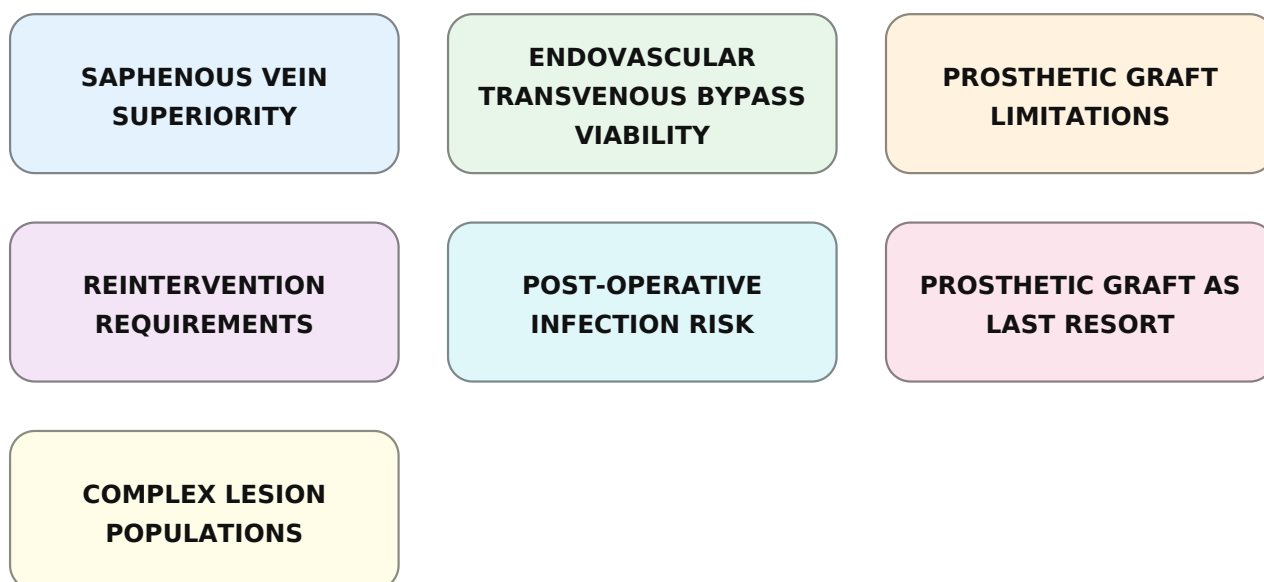 SAPHENOUS VEIN
SUPERIORITY
ENDOVASCULAR
TRANSVENOUS BYPASS
VIABILITY
PROSTHETIC GRAFT
LIMITATIONS
REINTERVENTION
REQUIREMENTS
POST-OPERATIVE
INFECTION RISK
PROSTHETIC GRAFT AS
LAST RESORT
COMPLEX LESION
POPULATIONS